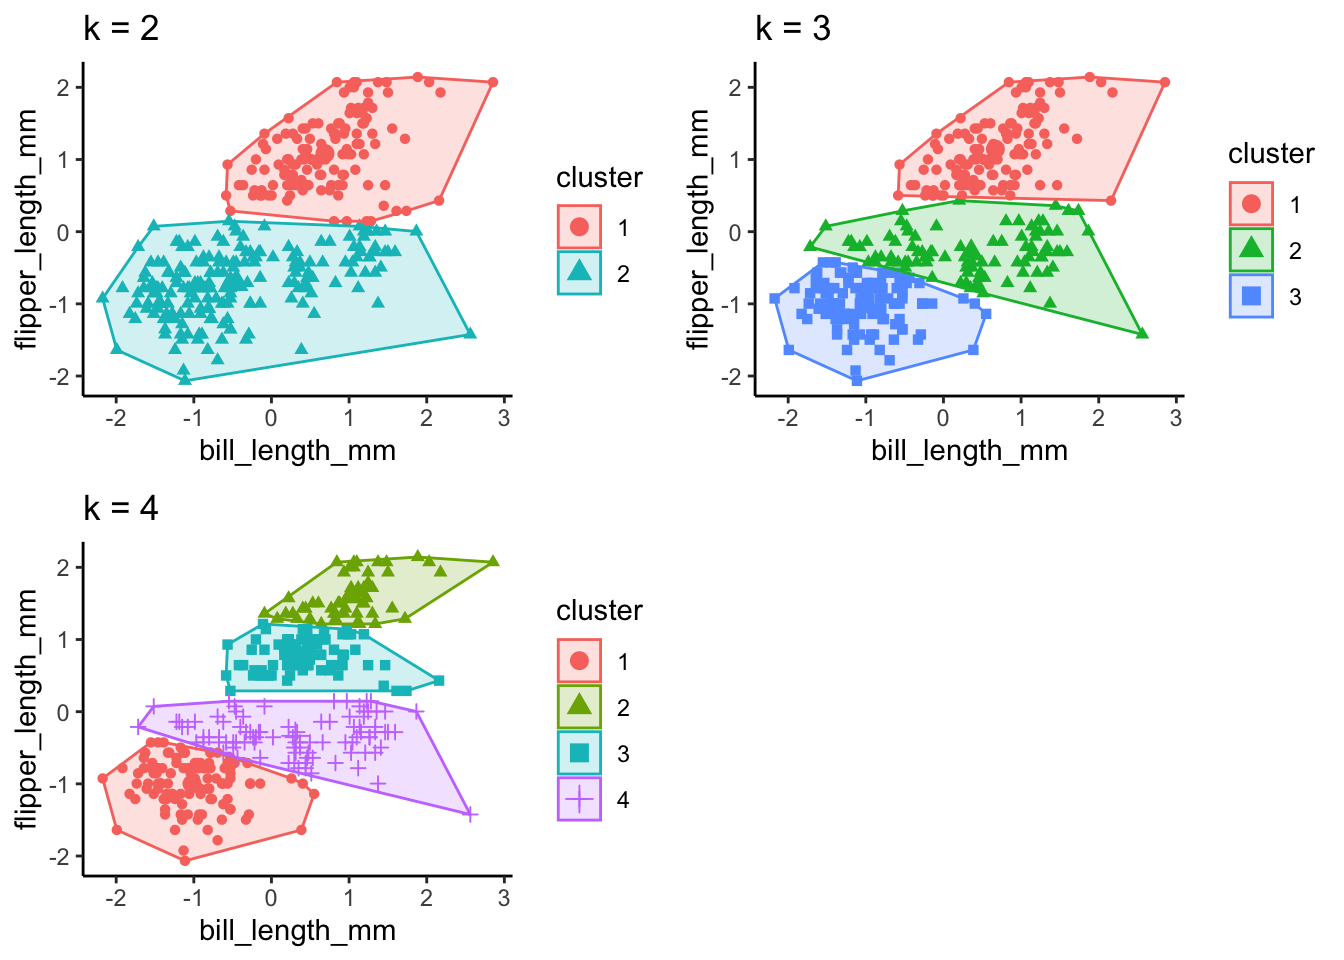 k = 2
flipper_length_mm
2
1
0
-1
-2
-2 -1 0 1 2 3
bill_length_mm
cluster
1
2
k = 3
flipper_length_mm
2
1
0
-1
-2
-2 -1 0 1 2 3
bill_length_mm
cluster
1
2
3
k = 4
flipper_length_mm
2
1
0
-1
-2
-2 -1 0 1 2 3
bill_length_mm
cluster
1
2
3
4